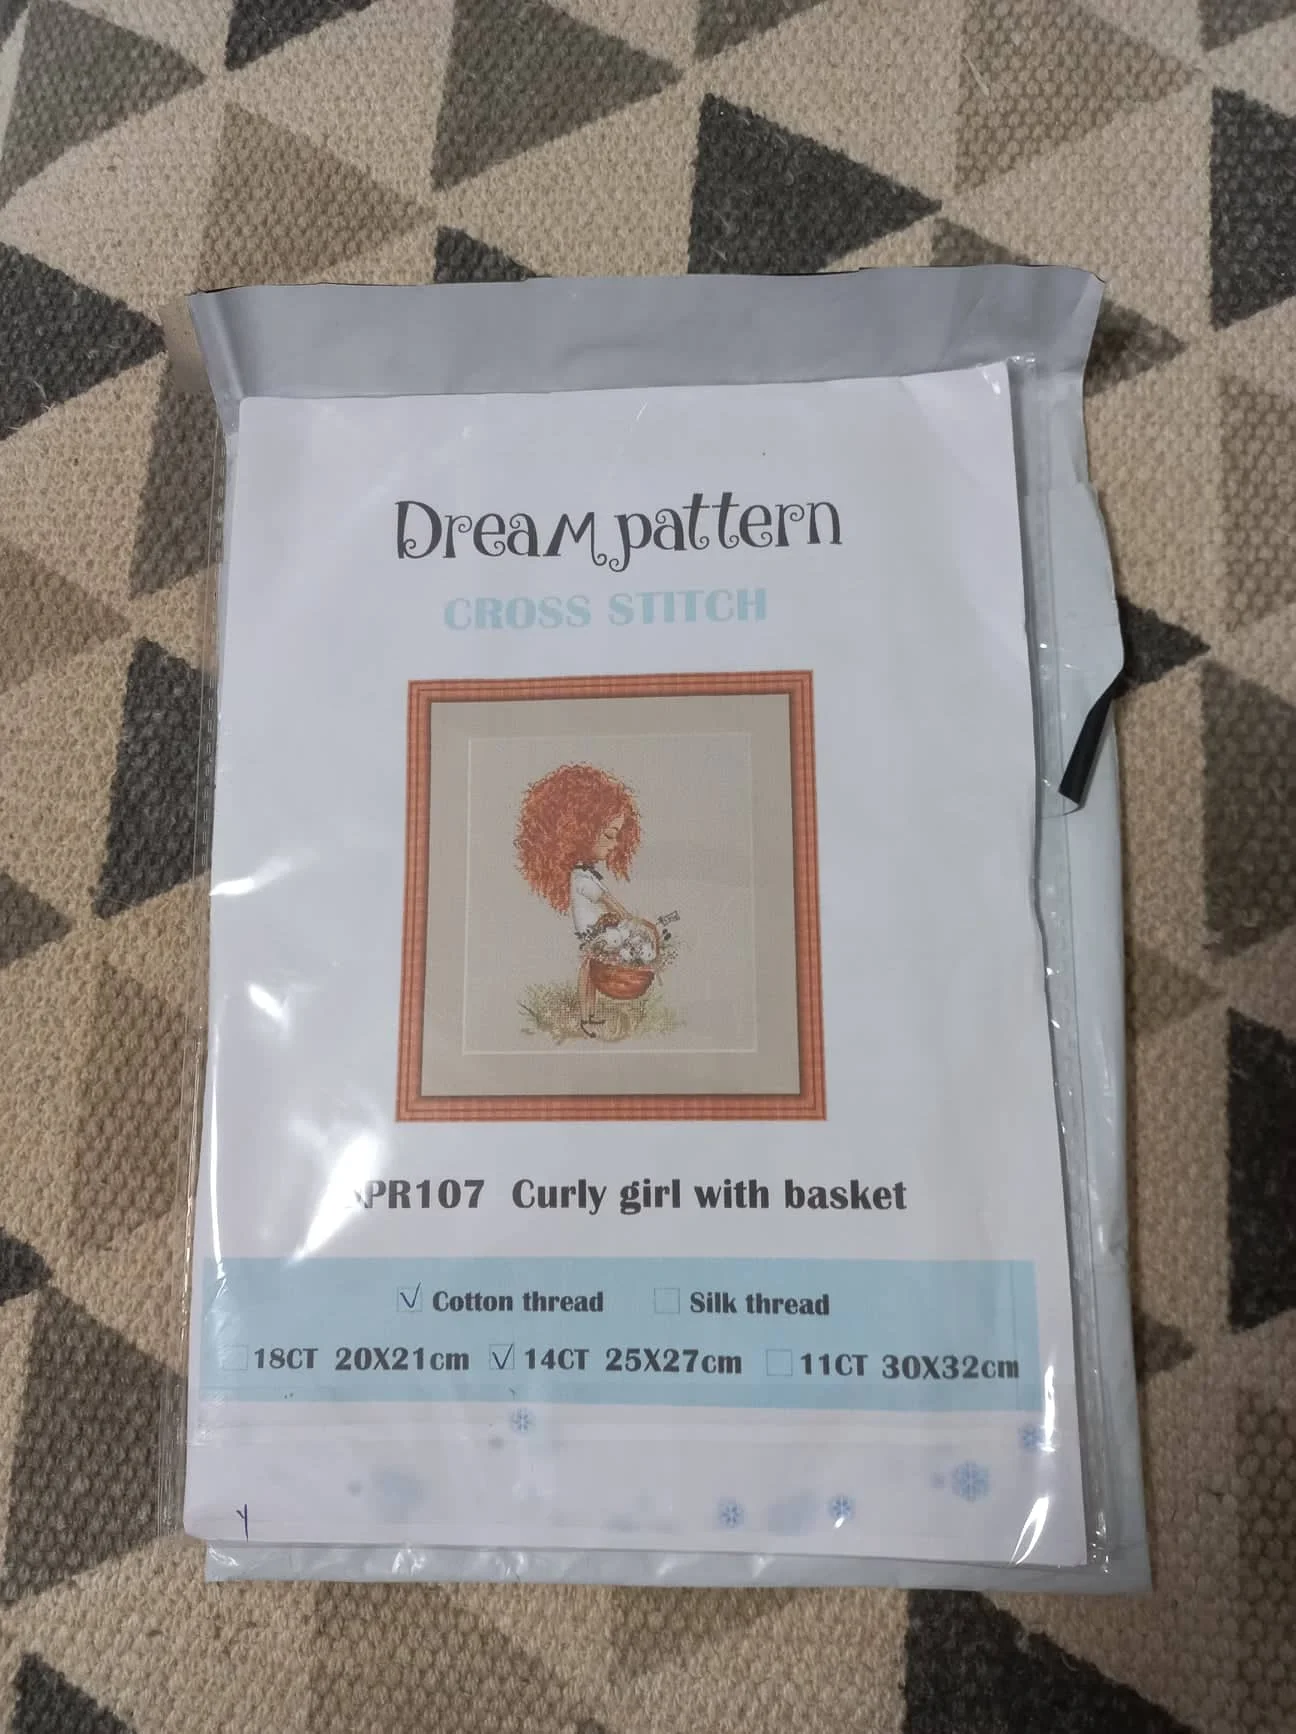 Dream pattern
CROSS STITCH
PR107 Curly girl with basket
✓ Cotton thread Silk thread
18CT 20X21cm ✓ 14CT 25X27cm 11CT 30X32cm